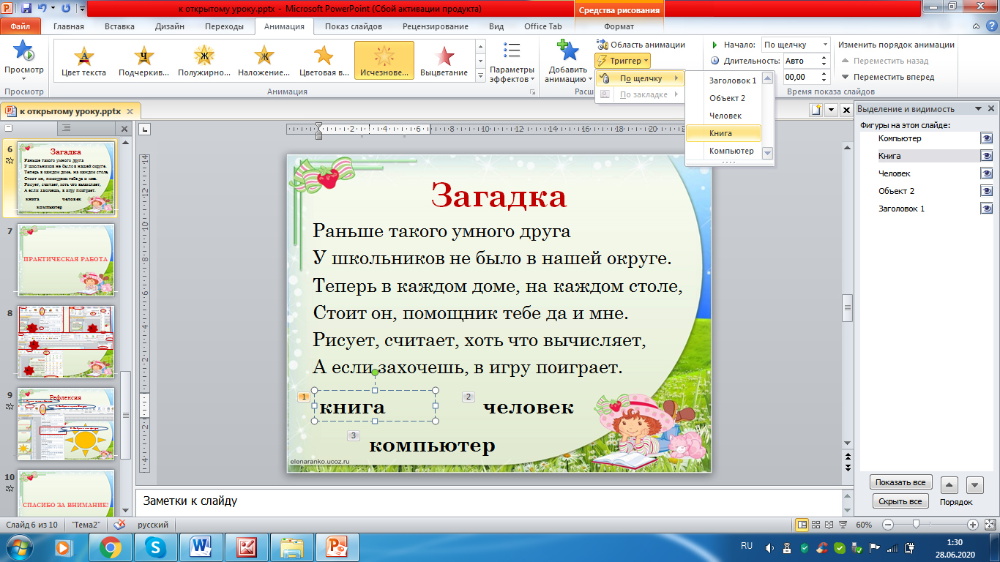 к открытому уроку.pptx - Microsoft PowerPoint (Сбой активации продукта)
Средства рисования
Файл
Главная
Вставка
Дизайн
Переходы
Анимация
Показ слайдов
Рецензирование
Вид
Office Tab
Формат
Просмотр
Цвет текста
Подчеркив...
Полужирно...
Наложение...
Цветовая в...
Исчезнове...
Выцветание
Параметры эффектов
Добавить анимацию
Область анимации
Триггер
По щелчку
По закладке
Начало: По щелчку
Длительность: Авто
00,00
Изменить порядок анимации
Переместить назад
Переместить вперед
Просмотр
Анимация
Расш
Время показа слайдов
Заголовок 1
Объект 2
Человек
Книга
Компьютер
к открытому уроку.pptx
Выделение и видимость
Фигуры на этом слайде:
Компьютер
Книга
Человек
Объект 2
Заголовок 1
Показать все
Скрыть все
Порядок
6
Загадка
Раньше такого умного друга
У школьников не было в нашей округе.
Теперь в каждом доме, на каждом столе,
Стоит он, помощник тебе да и мне.
Рисует, считает, хоть что вычисляет,
А если захочешь, в игру поиграет.
книга человек
компьютер
7
ПРАКТИЧЕСКАЯ РАБОТА
8
9
Рефлексия
10
СПАСИБО ЗА ВНИМАНИЕ!
Загадка
Раньше такого умного друга
У школьников не было в нашей округе.
Теперь в каждом доме, на каждом столе,
Стоит он, помощник тебе да и мне.
Рисует, считает, хоть что вычисляет,
А если захочешь, в игру поиграет.
1 книга 2 человек
3 компьютер
elenaranko.ucoz.ru
Заметки к слайду
Слайд 6 из 10
"Тема2"
русский
60%
RU
1:30
28.06.2020